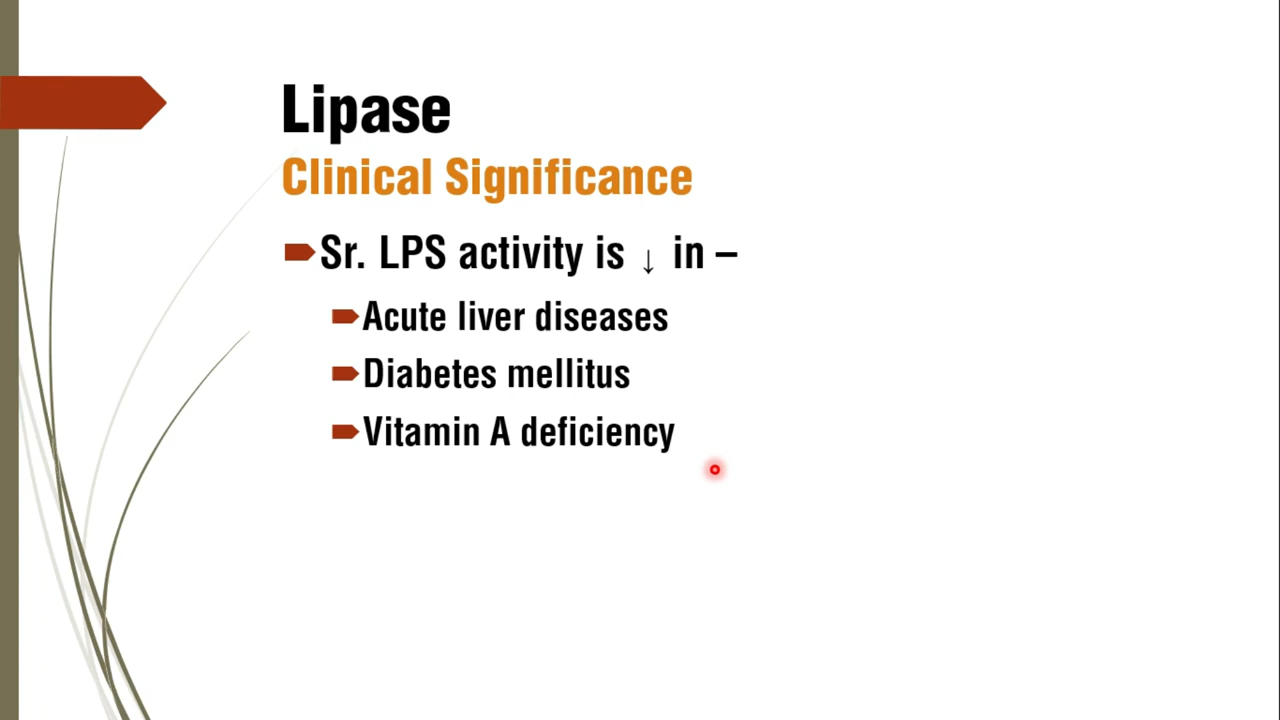 Lipase
Clinical Significance
Sr. LPS activity is ↓ in –
Acute liver diseases
Diabetes mellitus
Vitamin A deficiency